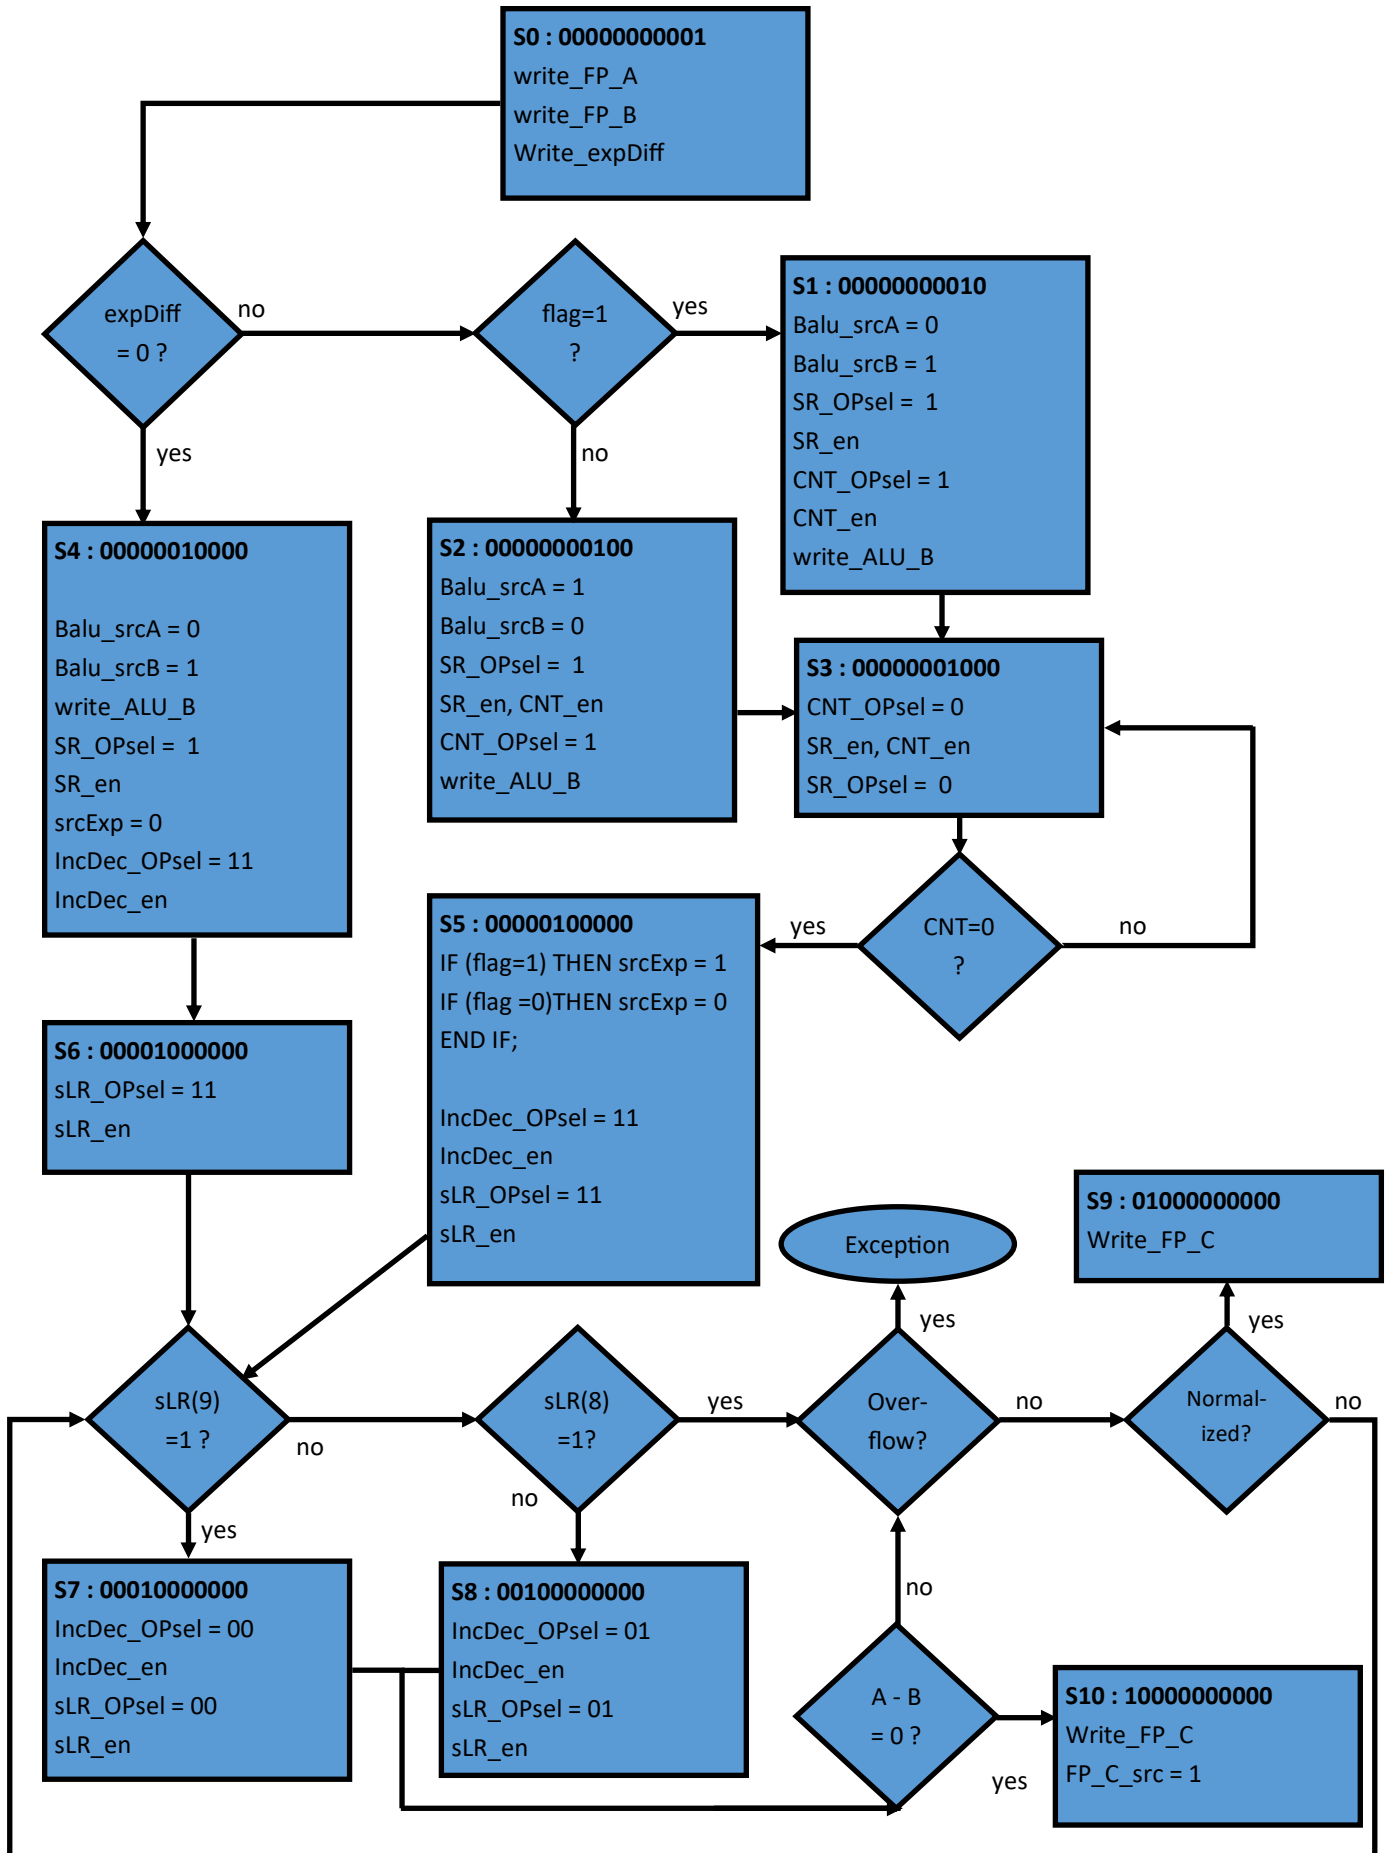 S0 : 00000000001
write_FP_A
write_FP_B
Write_expDiff
expDiff
= 0 ?
no
yes
flag=1
?
yes
no
S1 : 00000000010
Balu_srcA = 0
Balu_srcB = 1
SR_OPsel =  1
SR_en
CNT_OPsel = 1
CNT_en
write_ALU_B
S4 : 00000010000
Balu_srcA = 0
Balu_srcB = 1
write_ALU_B
SR_OPsel =  1
SR_en
srcExp = 0
IncDec_OPsel = 11
IncDec_en
S2 : 00000000100
Balu_srcA = 1
Balu_srcB = 0
SR_OPsel =  1
SR_en, CNT_en
CNT_OPsel = 1
write_ALU_B
S3 : 00000001000
CNT_OPsel = 0
SR_en, CNT_en
SR_OPsel =  0
CNT=0
?
yes
no
S5 : 00000100000
IF (flag=1) THEN srcExp = 1
IF (flag =0)THEN srcExp = 0
END IF;
IncDec_OPsel = 11
IncDec_en
sLR_OPsel = 11
sLR_en
S6 : 00001000000
sLR_OPsel = 11
sLR_en
Exception
S9 : 01000000000
Write_FP_C
yes
yes
sLR(9)
=1 ?
no
yes
sLR(8)
=1?
yes
no
Over-
flow?
no
Normal-
ized?
no
S7 : 00010000000
IncDec_OPsel = 00
IncDec_en
sLR_OPsel = 00
sLR_en
S8 : 00100000000
IncDec_OPsel = 01
IncDec_en
sLR_OPsel = 01
sLR_en
no
A - B
= 0 ?
yes
S10 : 10000000000
Write_FP_C
FP_C_src = 1